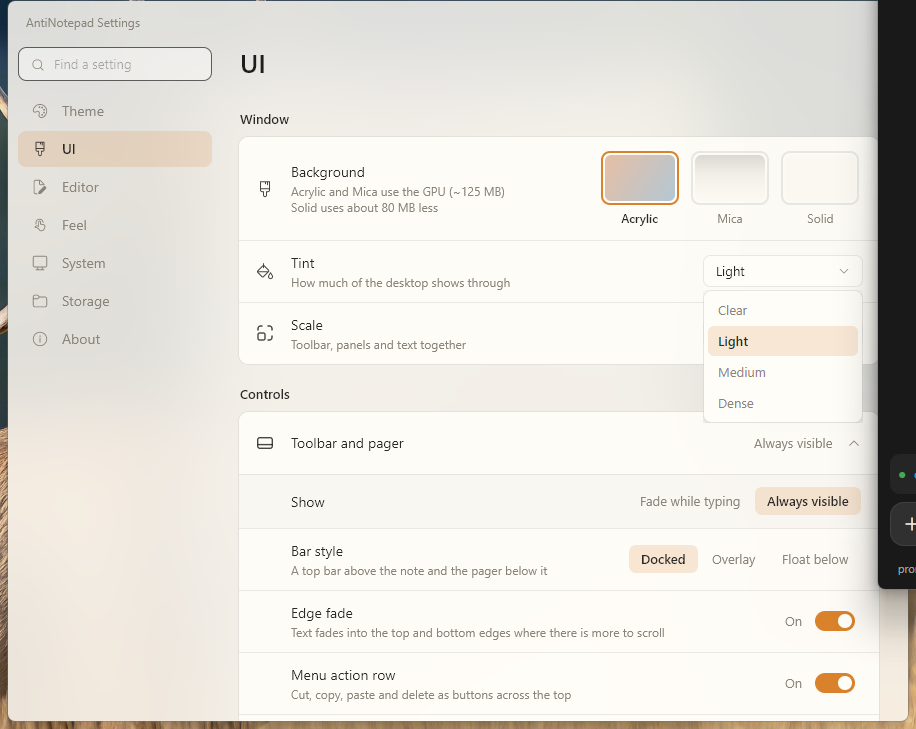 AntiNotepad Settings
Find a setting
Theme
UI
Editor
Feel
System
Storage
About
UI
Window
Background
Acrylic and Mica use the GPU (~125 MB)
Solid uses about 80 MB less
Acrylic
Mica
Solid
Tint
How much of the desktop shows through
Light
Clear
Light
Medium
Dense
Scale
Toolbar, panels and text together
Controls
Toolbar and pager
Always visible
Show
Fade while typing
Always visible
Bar style
A top bar above the note and the pager below it
Docked
Overlay
Float below
Edge fade
Text fades into the top and bottom edges where there is more to scroll
On
Menu action row
Cut, copy, paste and delete as buttons across the top
On